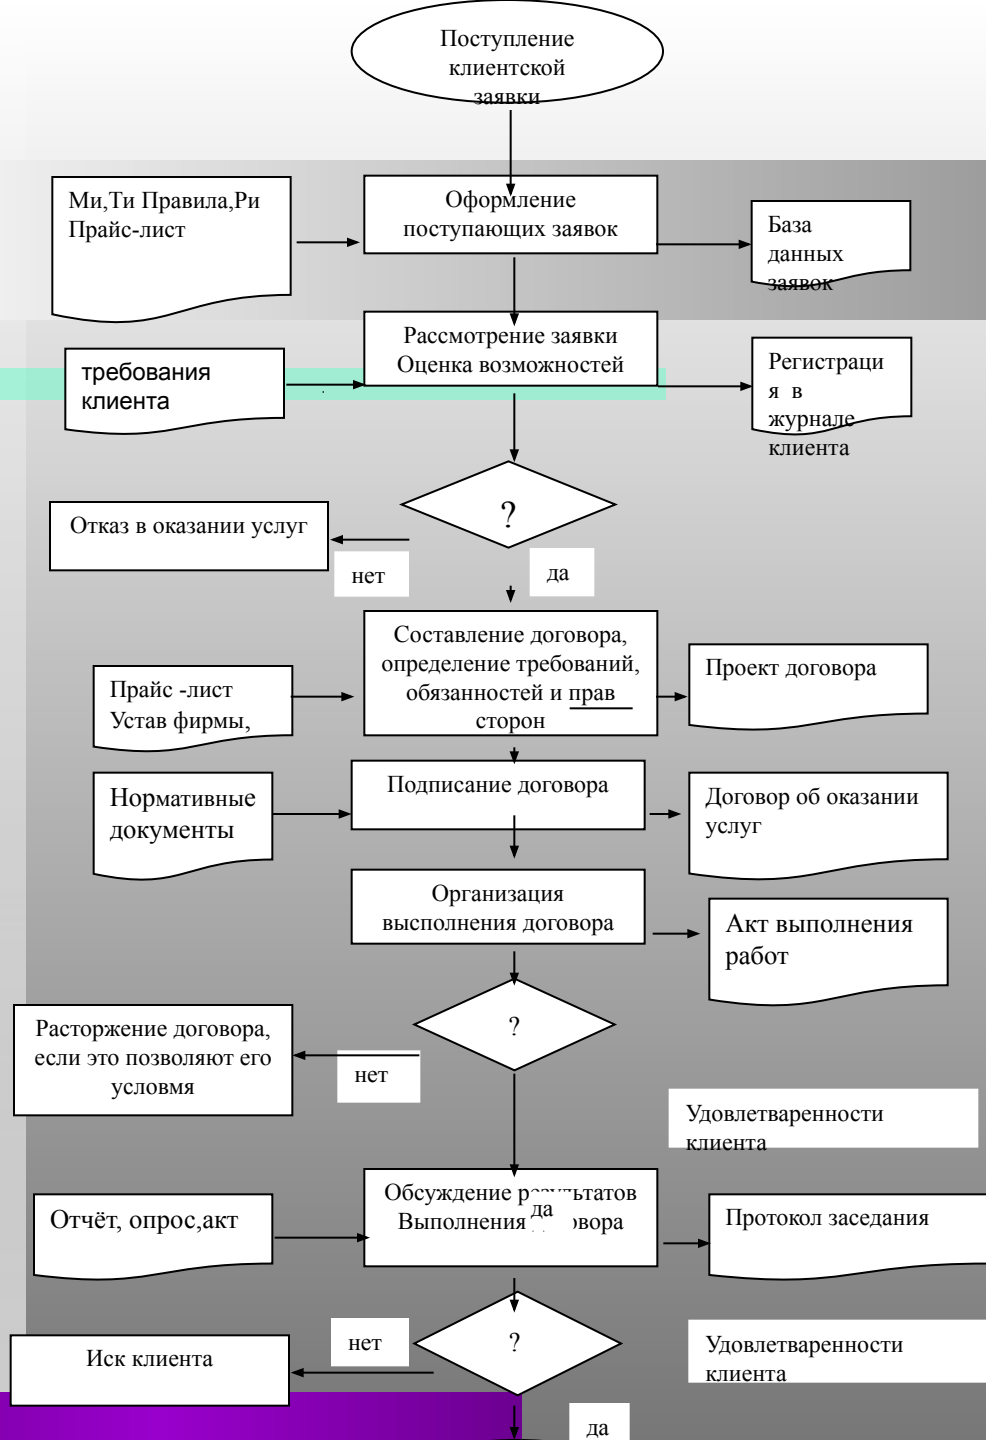 Поступление
клиентской
заявки
Ми,Ти Правила,Ри
Прайс-лист
Оформление
поступающих заявок
База
данных
заявок
Рассмотрение заявки
Оценка возможностей
требования
клиента
Регистраци
я в
журнале
клиента
?
Отказ в оказании услуг
нет
да
Составление договора,
определение требований,
обязанностей и прав
сторон
Прайс -лист
Устав фирмы,
Проект договора
Подписание договора
Нормативные
документы
Договор об оказании
услуг
Организация
высполнения договора
Акт выполнения
работ
?
Расторжение договора,
если это позволяют его
условмя
нет
Удовлетваренности
клиента
Обсуждение результатов
Выполнения
да
Отчёт, опрос,акт
Протокол заседания
?
нет
Иск клиента
Удовлетваренности
клиента
да